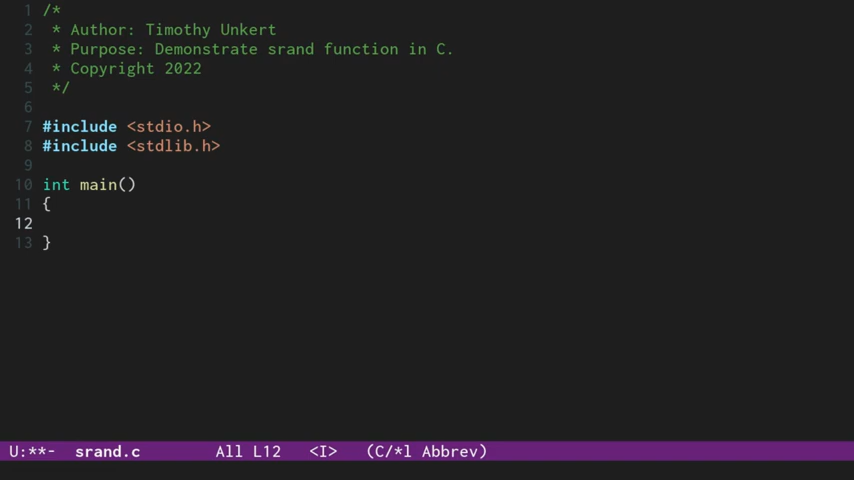 1 /*
2  * Author: Timothy Unkert
3  * Purpose: Demonstrate srand function in C.
4  * Copyright 2022
5  */
6
7 #include <stdio.h>
8 #include <stdlib.h>
9
10 int main()
11 {
12
13 }
U:**-  srand.c        All L12   <I>   (C/*l Abbrev)